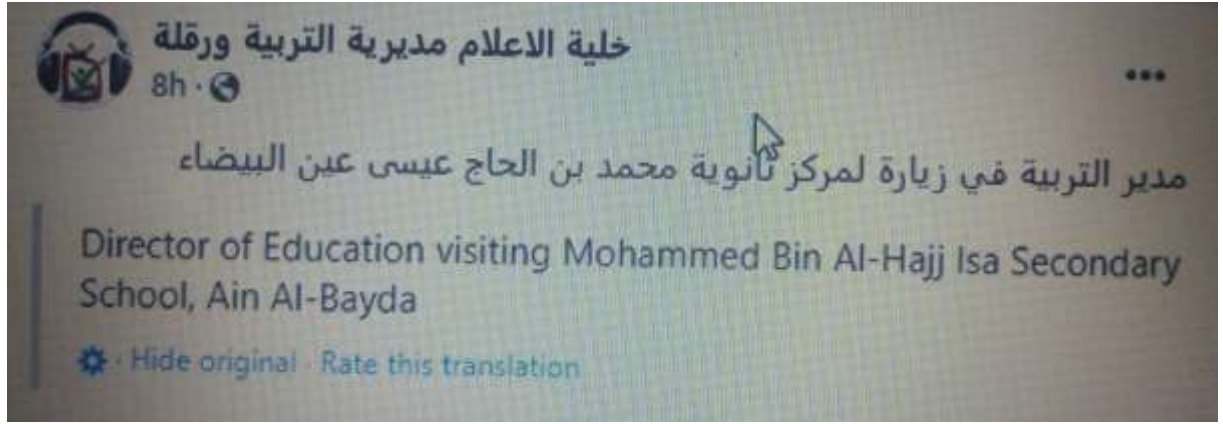 خلية الاعلام مديرية التربية ورقلة
8h ·
مدير التربية في زيارة لمركز ثانوية محمد بن الحاج عيسى عين البيضاء
Director of Education visiting Mohammed Bin Al-Hajj Isa Secondary
School, Ain Al-Bayda
· Hide original · Rate this translation